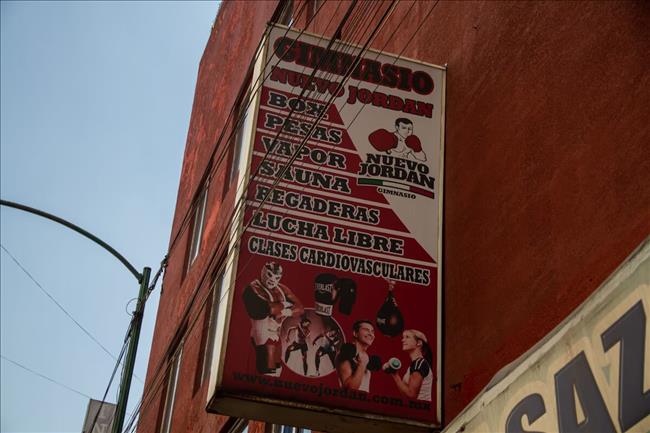 GIMNASIO
NUEVO JORDAN
BOX
PESAS
VAPOR
SAUNA
REGADERAS
LUCHA LIBRE
CLASES CARDIOVASCULARES
NUEVO
JORDAN
GIMNASIO
EVERLAST
www.nuevojordan.com.mx
SAZ